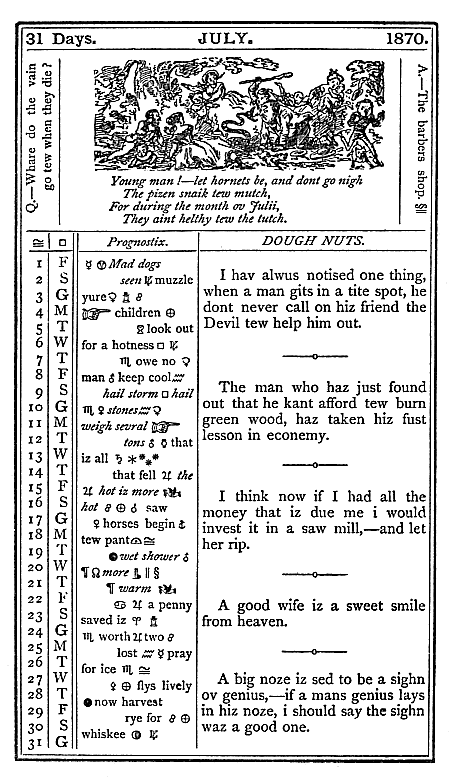 31 Days. JULY. 1870.
Q.—Whare do the vain
go tew when they die?
A.—The barbers shop.
Young man!—let hornets be, and dont go nigh
The pizen snaik tew mutch,
For during the month ov Julii,
They aint helthy tew the tutch.
♎ □ Prognostix.
1 F ☿ Mad dogs
2 S seen muzzle
3 G yure
4 M ☞ children ⊕
5 T look out
6 W for a hotness □
7 T ♏ owe no
8 F man keep cool
9 S hail storm □ hail
10 G ♏ ♀ stones
11 M weigh sevral ☞
12 T tons ☿ that
13 W iz all ♄
14 T that fell ♃ the
15 F ♃ hot iz more
16 S hot ⊕ saw
17 G ♀ horses begin
18 M tew pant
19 T wet shower
20 W ¶ ☊ more ‖ §
21 T ¶ warm
22 F ♋ ♃ a penny
23 S saved iz ♈
24 G ♏ worth ♃ two
25 M lost ☿ pray
26 T for ice ♏ ♎
27 W ♀ ⊕ flys lively
28 T ● now harvest
29 F rye for ⊕
30 S whiskee
31 G
DOUGH NUTS.
I hav alwus notised one thing,
when a man gits in a tite spot, he
dont never call on hiz friend the
Devil tew help him out.
The man who haz just found
out that he kant afford tew burn
green wood, haz taken hiz fust
lesson in econemy.
I think now if I had all the
money that iz due me i would
invest it in a saw mill,—and let
her rip.
A good wife iz a sweet smile
from heaven.
A big noze iz sed to be a sighn
ov genius,—if a mans genius lays
in hiz noze, i should say the sighn
waz a good one.